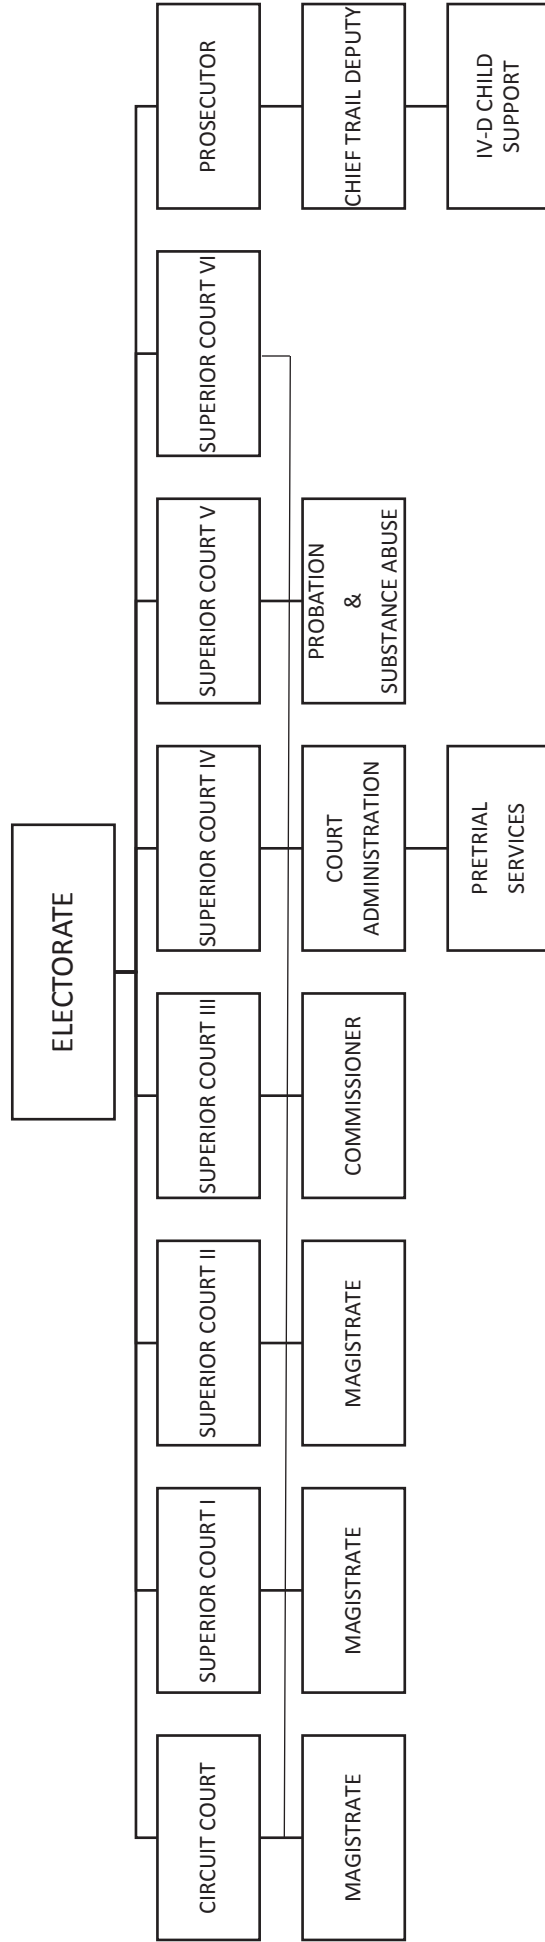 ELECTORATE
CIRCUIT COURT
SUPERIOR COURT I
SUPERIOR COURT II
SUPERIOR COURT III
SUPERIOR COURT IV
SUPERIOR COURT V
SUPERIOR COURT VI
PROSECUTOR
MAGISTRATE
MAGISTRATE
MAGISTRATE
COMMISSIONER
COURT
ADMINISTRATION
PROBATION
&
SUBSTANCE ABUSE
CHIEF TRAIL DEPUTY
PRETRIAL
SERVICES
IV-D CHILD
SUPPORT